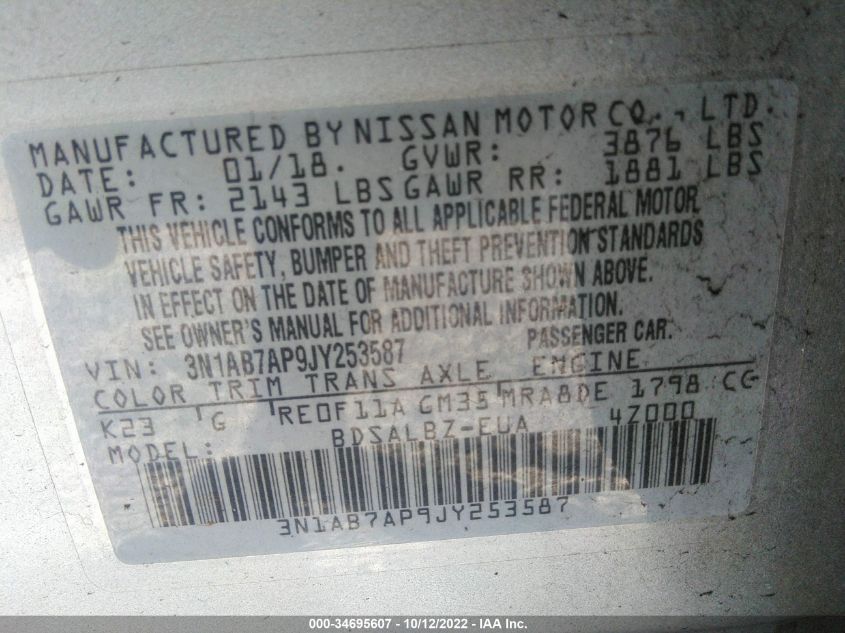 MANUFACTURED BY NISSAN MOTOR CO., LTD.
DATE: 01/18. GVWR: 3876 LBS
GAWR FR: 2143 LBS GAWR RR: 1881 LBS
THIS VEHICLE CONFORMS TO ALL APPLICABLE FEDERAL MOTOR
VEHICLE SAFETY, BUMPER AND THEFT PREVENTION STANDARDS
IN EFFECT ON THE DATE OF MANUFACTURE SHOWN ABOVE.
SEE OWNER'S MANUAL FOR ADDITIONAL INFORMATION.
VIN: 3N1AB7AP9JY253587 PASSENGER CAR.
COLOR TRIM TRANS AXLE ENGINE
K23 G RE0F11A GM35 MRA8DE 1798 CC
MODEL: BDSALBZ-EUA 4Z000
3N1AB7AP9JY253587
000-34695607 - 10/12/2022 - IAA Inc.